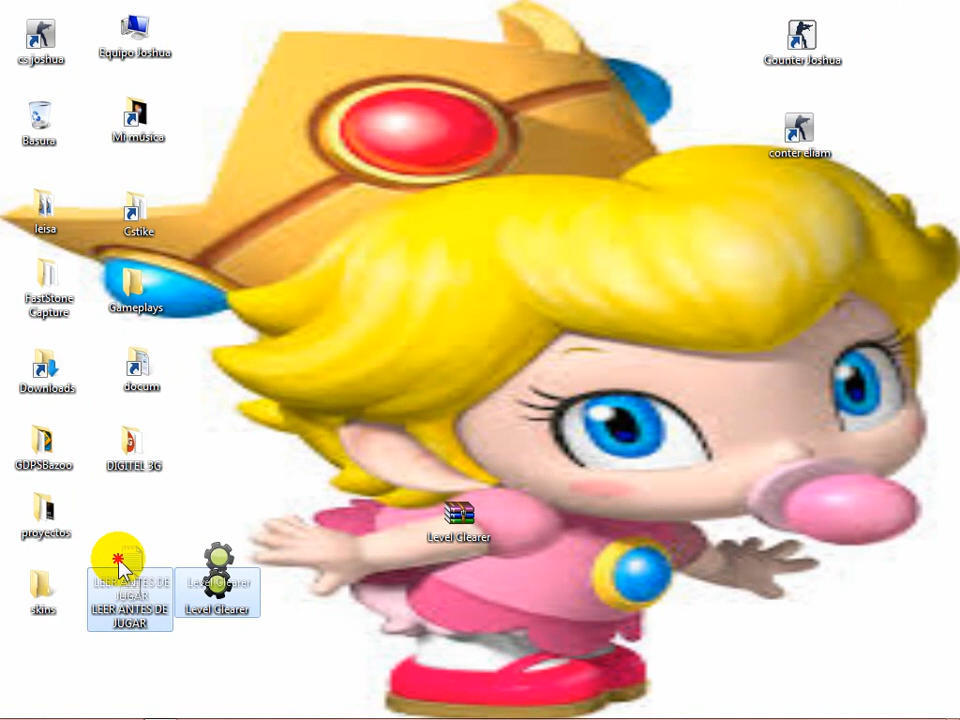 cs joshua
Equipo Joshua
Counter Joshua
Basura
Mi música
conter eliam
leisa
Cstike
FastStone
Capture
Gameplays
Downloads
docum
GDPSBazoo
DIGITEL 3G
proyectos
Level Clearer
skins
LEER ANTES DE
JUGAR
LEER ANTES DE
JUGAR
Level Clearer
Level Clearer